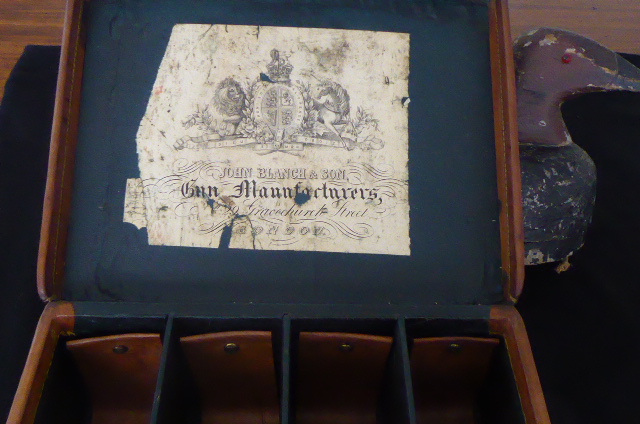 JOHN BLANCH & SON,
Gun Manufacturers,
Gracechurch Street
LONDON.